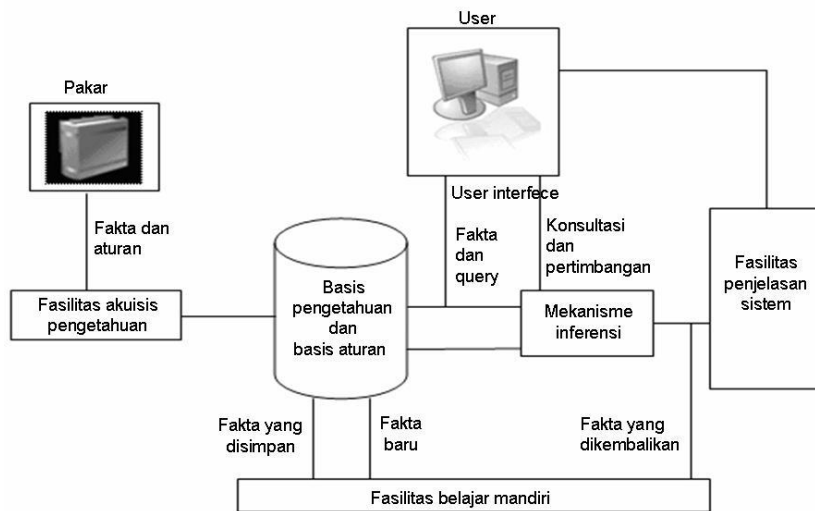 User
Pakar
User interfece
Fakta dan
aturan
Fakta
dan
query
Konsultasi
dan
pertimbangan
Basis
pengetahuan
dan
basis aturan
Fasilitas
penjelasan
sistem
Fasilitas akuisis
pengetahuan
Mekanisme
inferensi
Fakta yang
disimpan
Fakta
baru
Fakta yang
dikembalikan
Fasilitas belajar mandiri